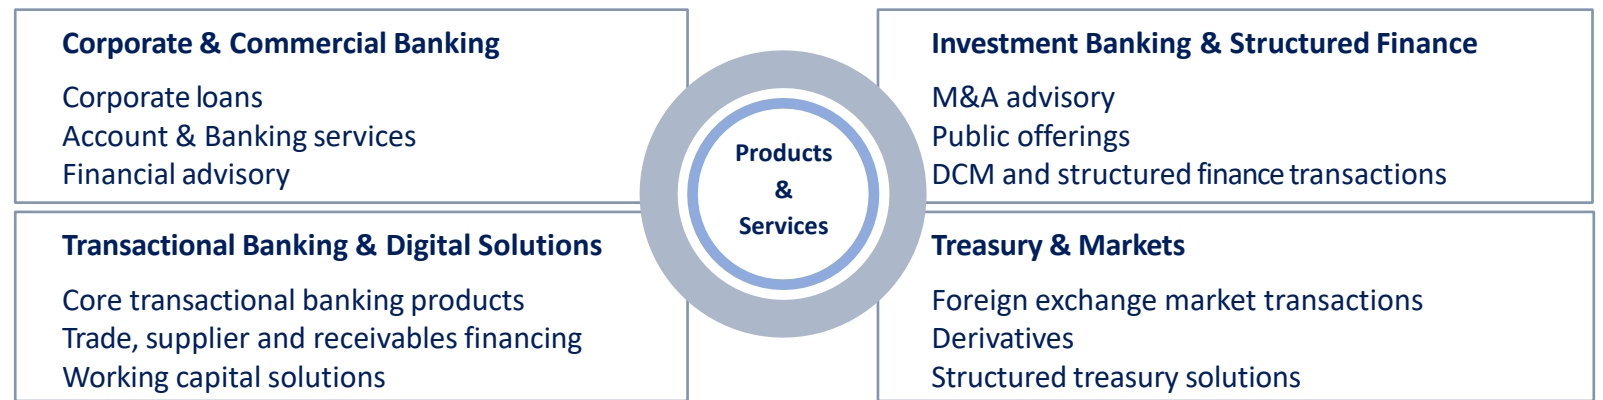 Corporate & Commercial Banking
Corporate loans
Account & Banking services
Financial advisory
Investment Banking & Structured Finance
M&A advisory
Public offerings
DCM and structured finance transactions
Products
&
Services
Transactional Banking & Digital Solutions
Core transactional banking products
Trade, supplier and receivables financing
Working capital solutions
Treasury & Markets
Foreign exchange market transactions
Derivatives
Structured treasury solutions